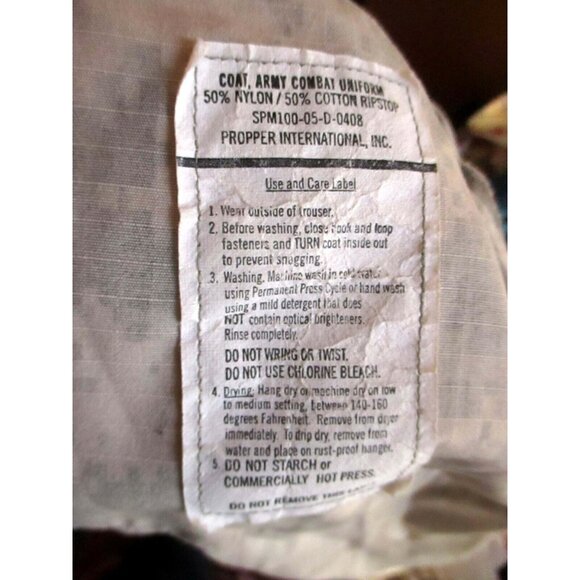 COAT, ARMY COMBAT UNIFORM
50% NYLON / 50% COTTON RIPSTOP
SPM100-05-D-0408
PROPPER INTERNATIONAL, INC.
Use and Care Label
1. Wear outside of trouser.
2. Before washing, close hook and loop
fasteners and TURN coat inside out
to prevent snagging.
3. Washing. Machine wash in cold water
using Permanent Press Cycle or hand wash
using a mild detergent that does
NOT contain optical brighteners.
Rinse completely.
DO NOT WRING OR TWIST.
DO NOT USE CHLORINE BLEACH.
4. Drying: Hang dry or machine dry on low
to medium setting, between 140-160
degrees Fahrenheit. Remove from dryer
immediately. To drip dry, remove from
water and place on rust-proof hanger.
5. DO NOT STARCH or
COMMERCIALLY HOT PRESS.
DO NOT REMOVE THIS